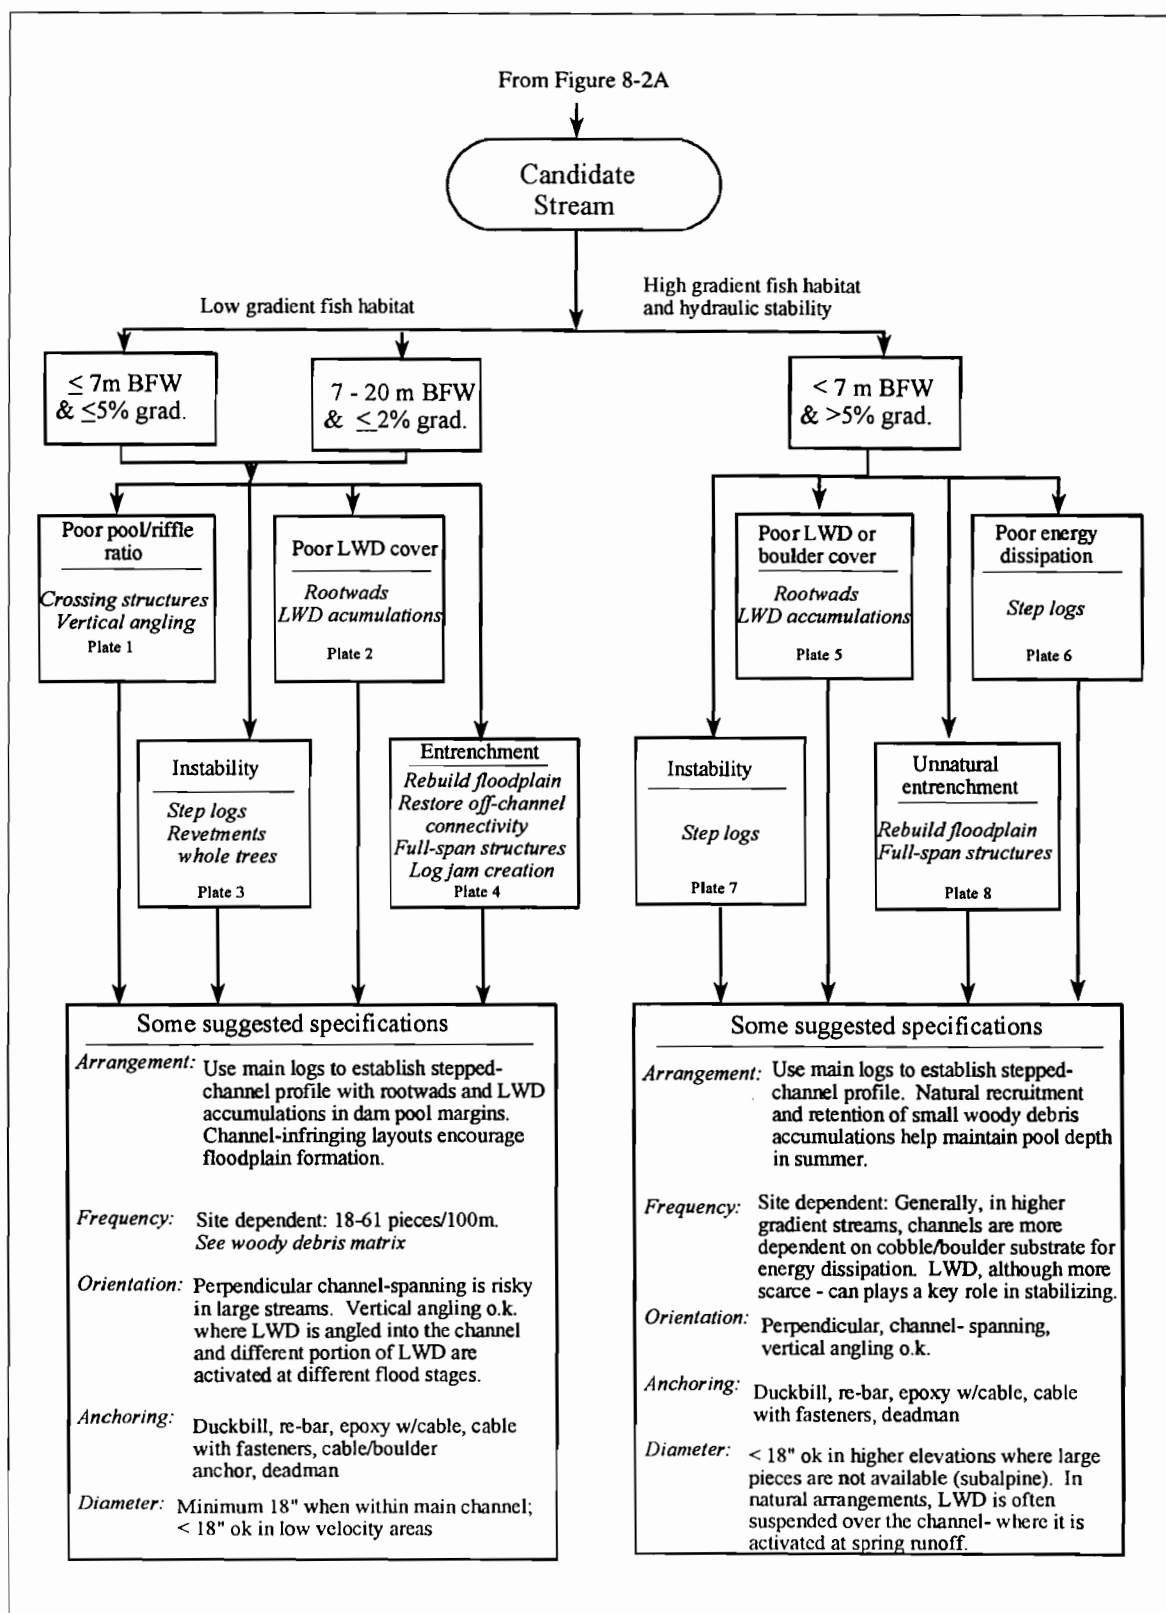 From Figure 8-2A
Candidate
Stream
Low gradient fish habitat
High gradient fish habitat
and hydraulic stability
≤ 7m BFW
& ≤5% grad.
7 - 20 m BFW
& ≤2% grad.
< 7 m BFW
& >5% grad.
Poor pool/riffle
ratio
Crossing structures
Vertical angling
Plate 1
Poor LWD cover
Rootwads
LWD acumulations
Plate 2
Poor LWD or
boulder cover
Rootwads
LWD accumulations
Plate 5
Poor energy
dissipation
Step logs
Plate 6
Instability
Step logs
Revetments
whole trees
Plate 3
Entrenchment
Rebuild floodplain
Restore off-channel
connectivity
Full-span structures
Log jam creation
Plate 4
Instability
Step logs
Plate 7
Unnatural
entrenchment
Rebuild floodplain
Full-span structures
Plate 8
Some suggested specifications
Arrangement: Use main logs to establish stepped-
channel profile with rootwads and LWD
accumulations in dam pool margins.
Channel-infringing layouts encourage
floodplain formation.
Frequency: Site dependent: 18-61 pieces/100m.
See woody debris matrix
Orientation: Perpendicular channel-spanning is risky
in large streams. Vertical angling o.k.
where LWD is angled into the channel
and different portion of LWD are
activated at different flood stages.
Anchoring: Duckbill, re-bar, epoxy w/cable, cable
with fasteners, cable/boulder
anchor, deadman
Diameter: Minimum 18" when within main channel;
< 18" ok in low velocity areas
Some suggested specifications
Arrangement: Use main logs to establish stepped-
channel profile. Natural recruitment
and retention of small woody debris
accumulations help maintain pool depth
in summer.
Frequency: Site dependent: Generally, in higher
gradient streams, channels are more
dependent on cobble/boulder substrate for
energy dissipation. LWD, although more
scarce - can plays a key role in stabilizing.
Orientation: Perpendicular, channel- spanning,
vertical angling o.k.
Anchoring: Duckbill, re-bar, epoxy w/cable, cable
with fasteners, deadman
Diameter: < 18" ok in higher elevations where large
pieces are not available (subalpine). In
natural arrangements, LWD is often
suspended over the channel- where it is
activated at spring runoff.